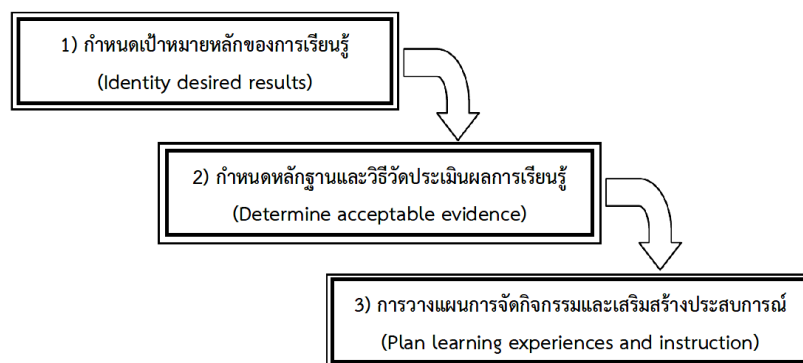 1) กำหนดเป้าหมายหลักของการเรียนรู้
(Identity desired results)
2) กำหนดหลักฐานและวิธีวัดประเมินผลการเรียนรู้
(Determine acceptable evidence)
3) การวางแผนการจัดกิจกรรมและเสริมสร้างประสบการณ์
(Plan learning experiences and instruction)